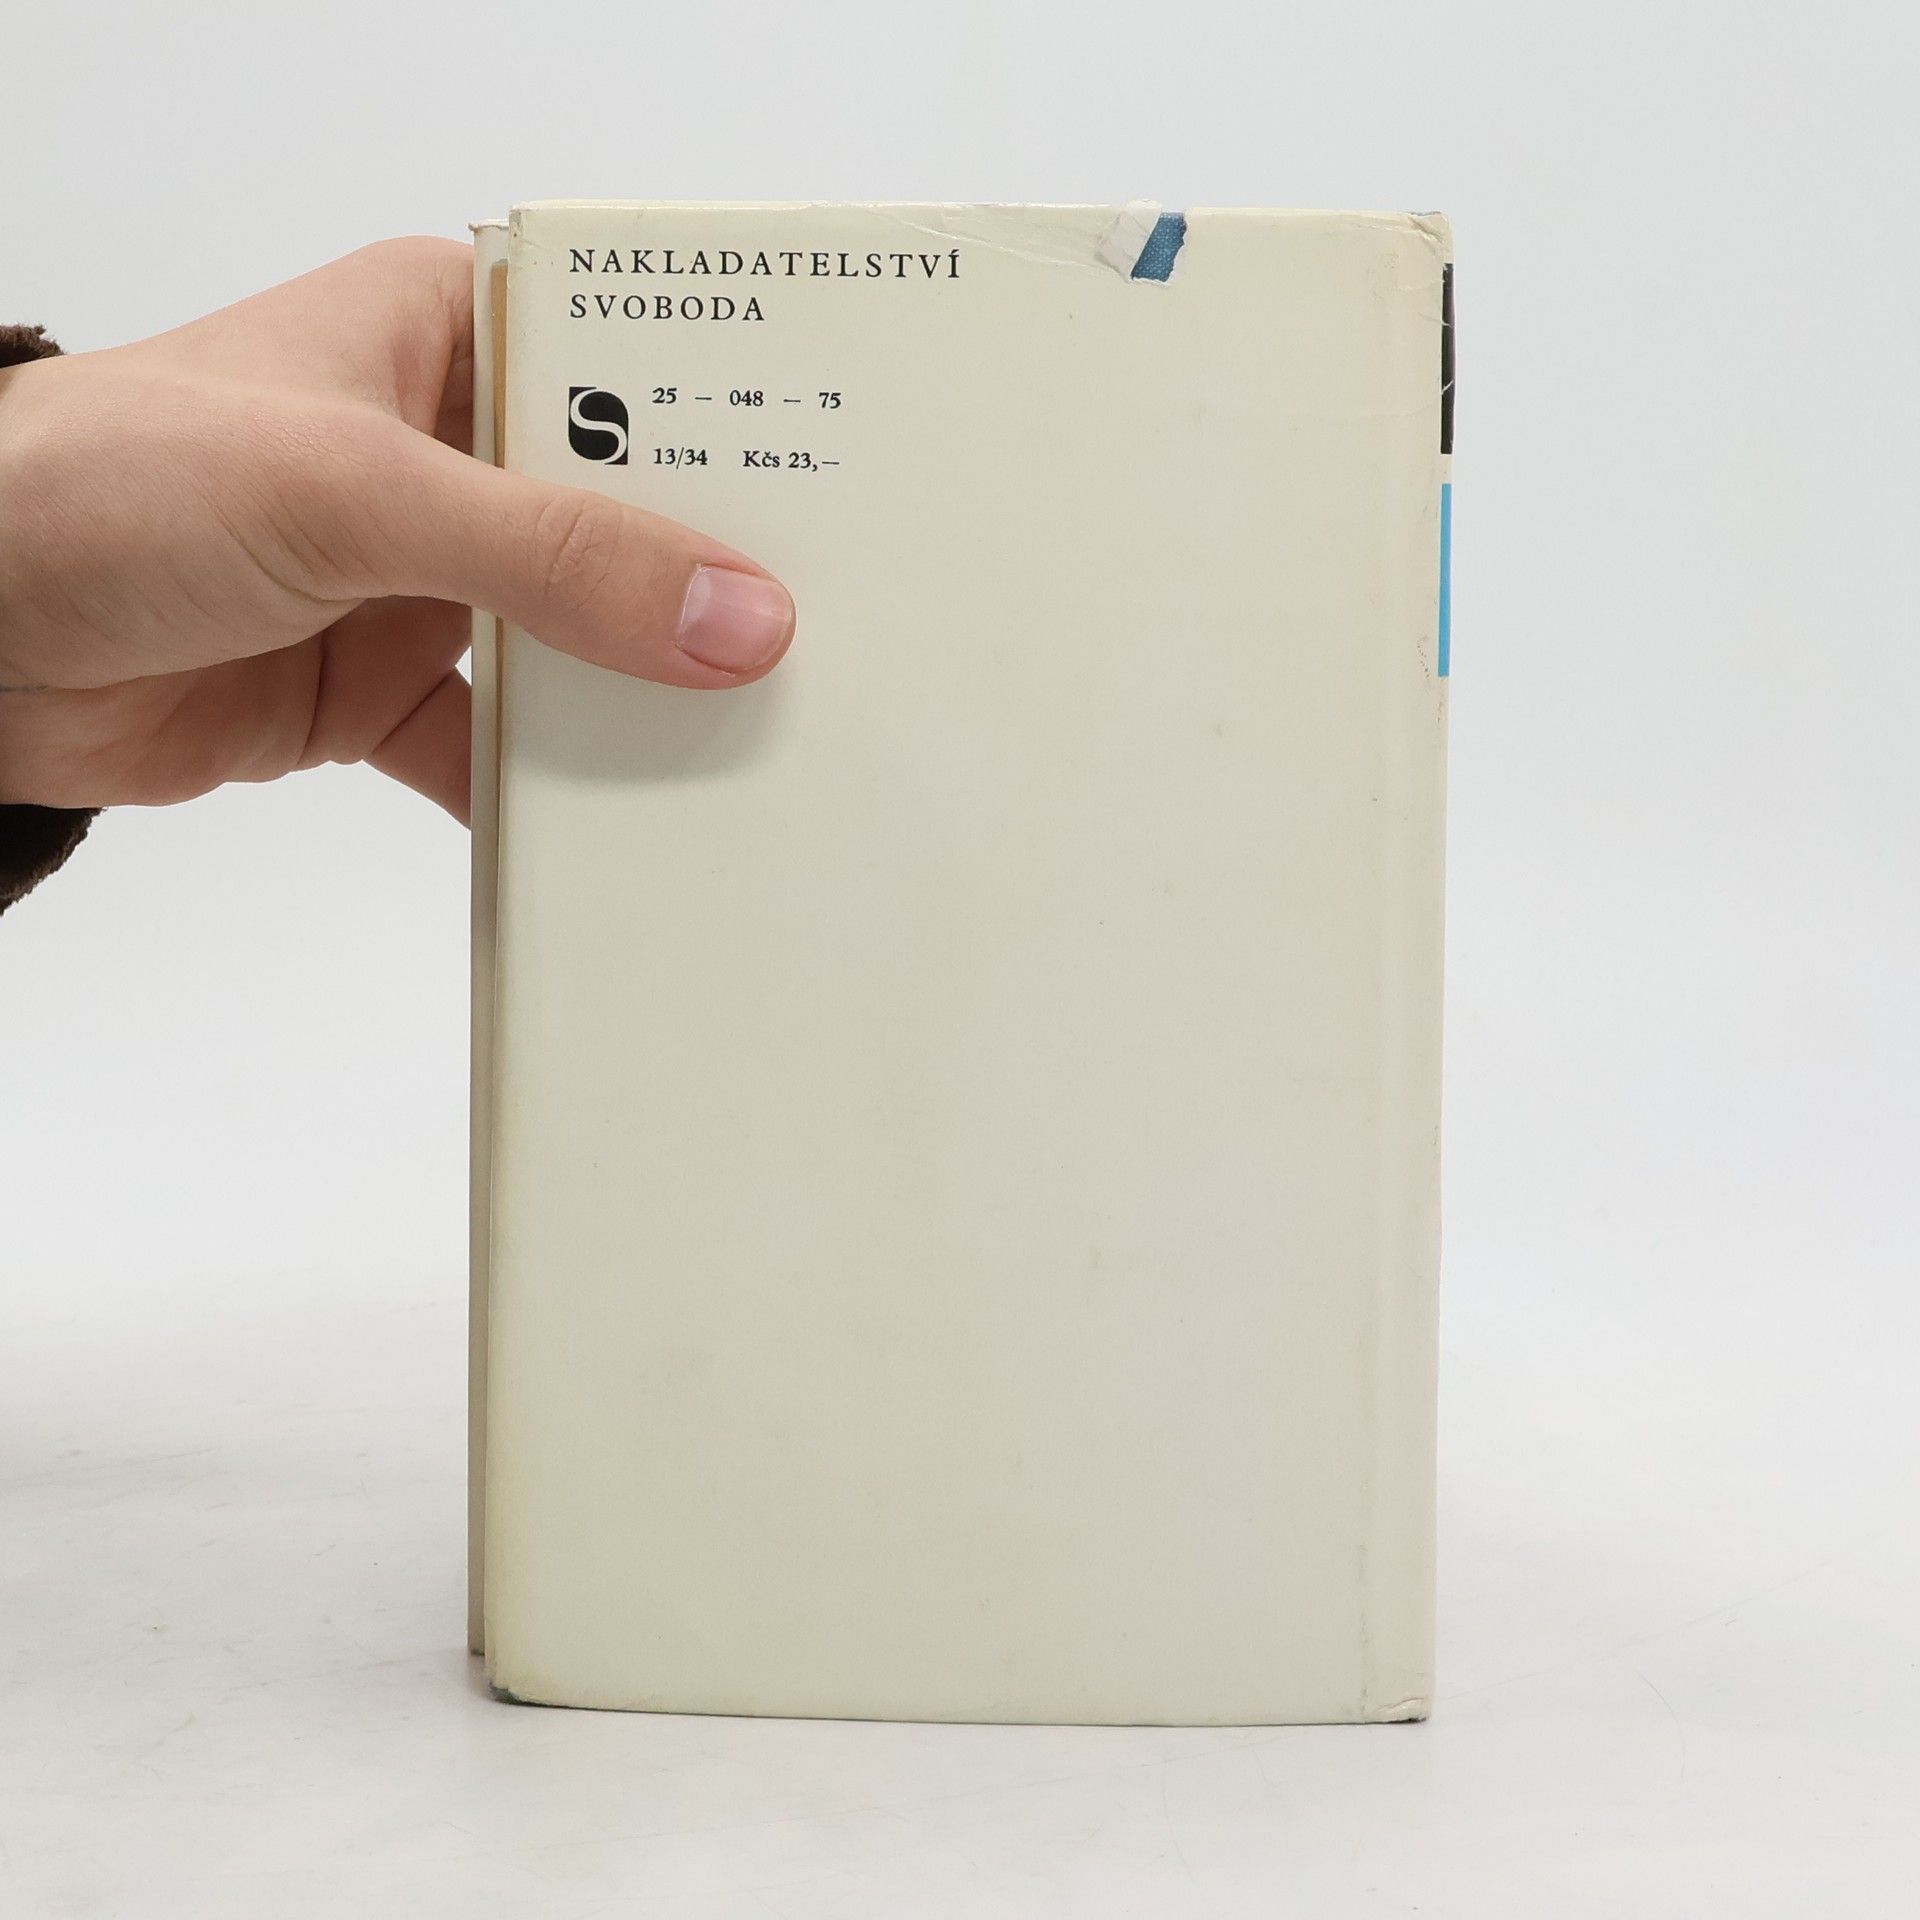 NAKLADATELSTVÍ
SVOBODA
25 — 048 — 75
13/34 Kčs 23,—